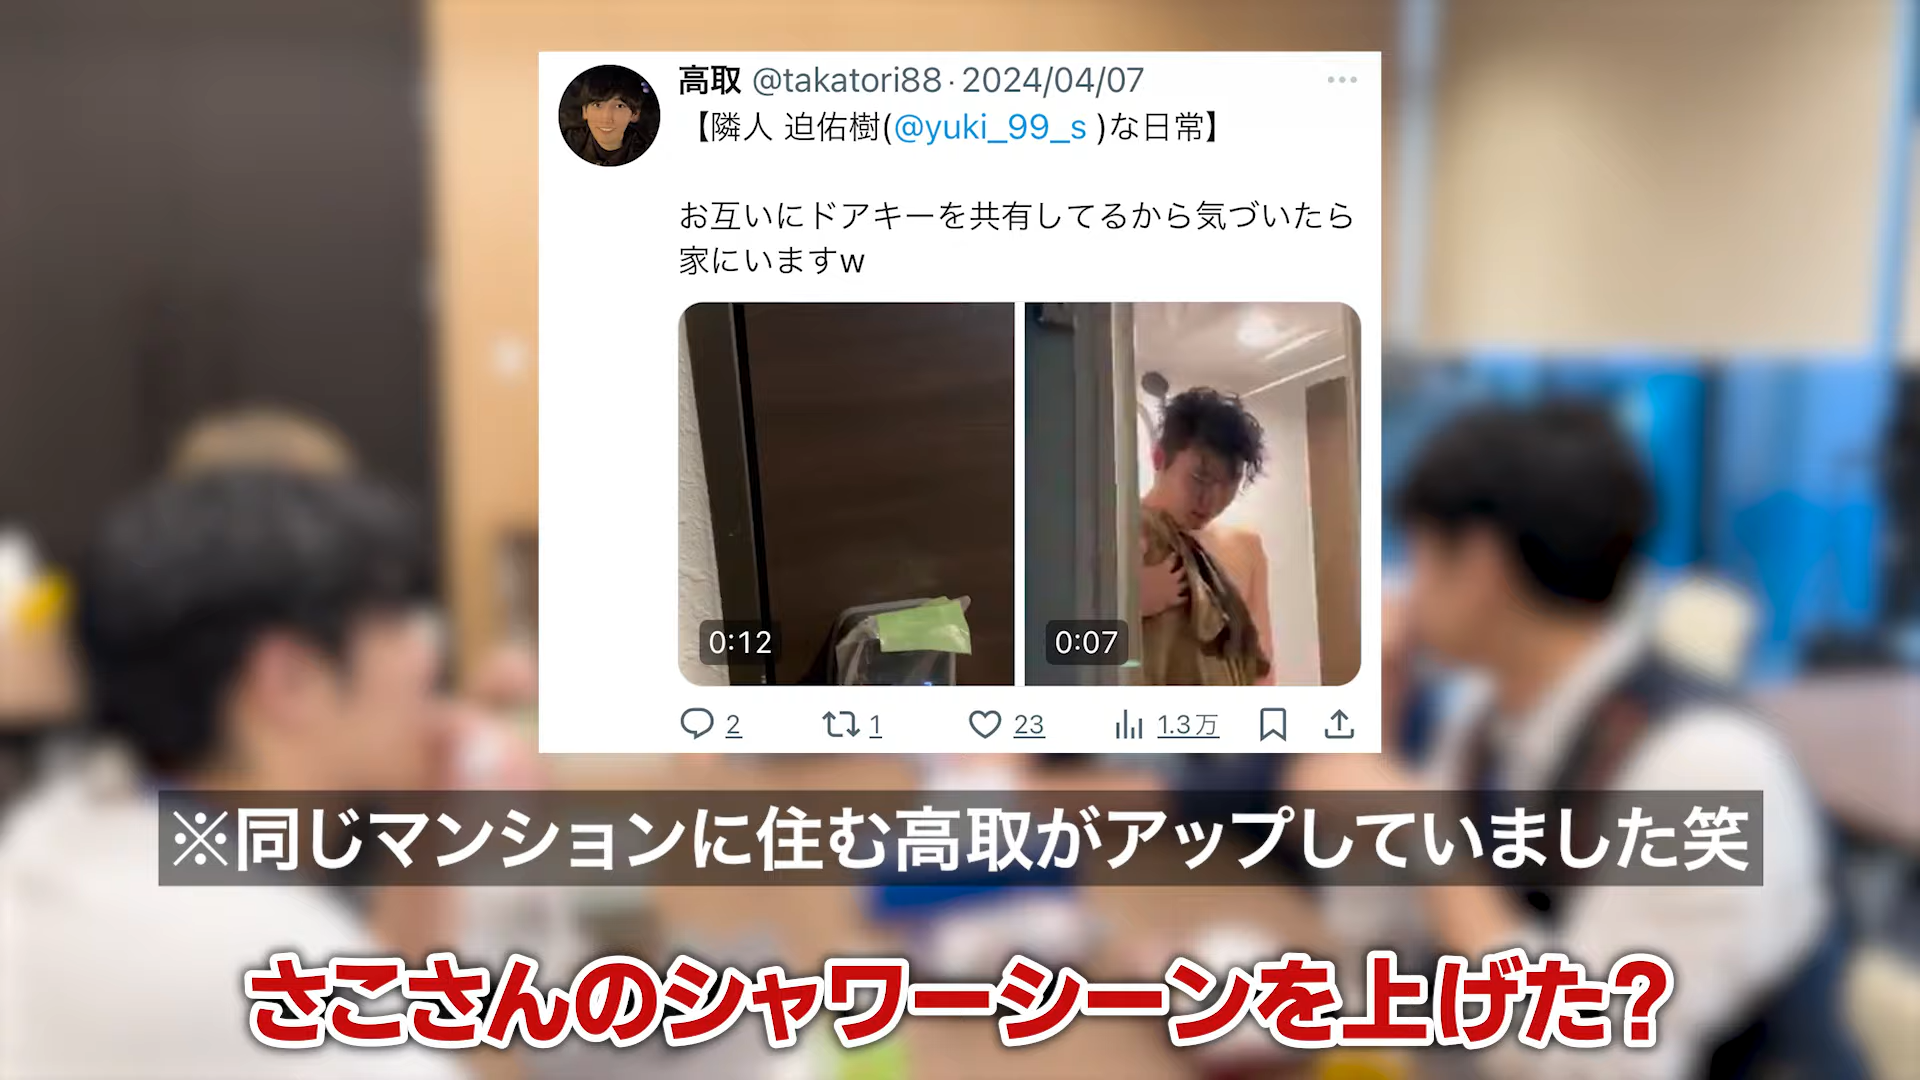 高取 @takatori88 · 2024/04/07
【隣人 迫佑樹(@yuki_99_s )な日常】
お互いにドアキーを共有してるから気づいたら
家にいますw
0:12
0:07
2
1
23
1.3万
※同じマンションに住む高取がアップしていました笑
さこさんのシャワーシーンを上げた?